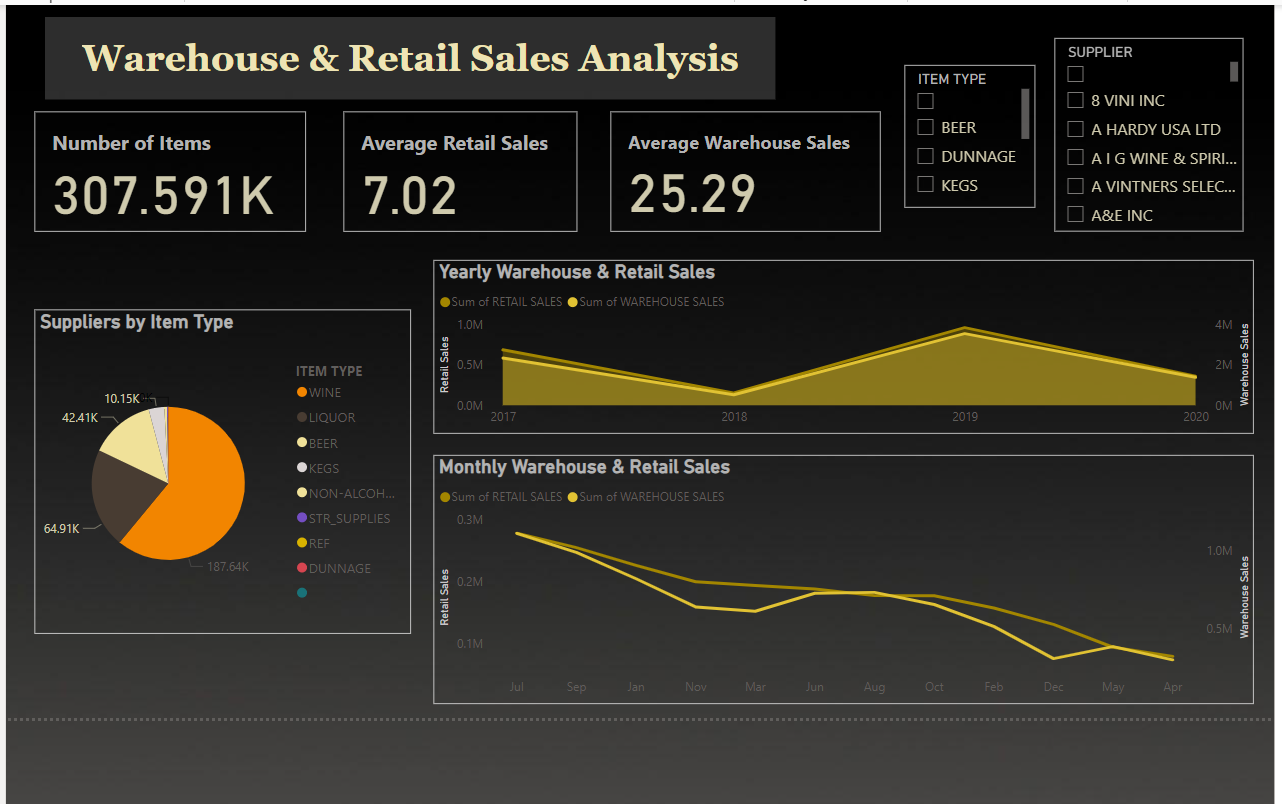 Warehouse & Retail Sales Analysis
Number of Items
307.591K
Average Retail Sales
7.02
Average Warehouse Sales
25.29
ITEM TYPE
BEER
DUNNAGE
KEGS
SUPPLIER
8 VINI INC
A HARDY USA LTD
A I G WINE & SPIRI...
A VINTNERS SELEC...
A&E INC
Suppliers by Item Type
10.15K
42.41K
64.91K
187.64K
ITEM TYPE
WINE
LIQUOR
BEER
KEGS
NON-ALCOH...
STR_SUPPLIES
REF
DUNNAGE
Yearly Warehouse & Retail Sales
Sum of RETAIL SALES Sum of WAREHOUSE SALES
Retail Sales
1.0M
0.5M
0.0M
4M
2M
0M
Warehouse Sales
2017 2018 2019 2020
Monthly Warehouse & Retail Sales
Sum of RETAIL SALES Sum of WAREHOUSE SALES
Retail Sales
0.3M
0.2M
0.1M
1.0M
0.5M
Warehouse Sales
Jul Sep Jan Nov Mar Jun Aug Oct Feb Dec May Apr